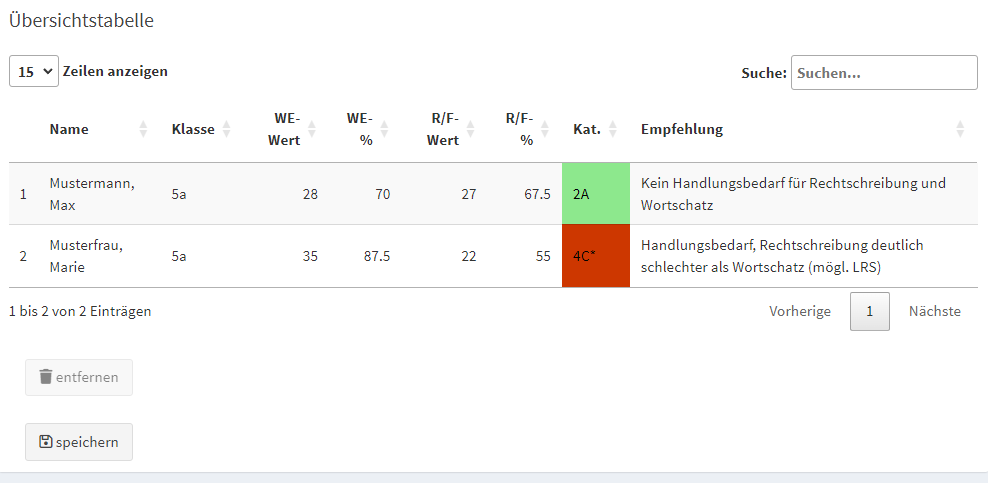 Übersichtstabelle
15 Zeilen anzeigen
Suche: Suchen...
Name Klasse WE-Wert WE-% R/F-Wert R/F-% Kat. Empfehlung
1 Mustermann, Max 5a 28 70 27 67.5 2A Kein Handlungsbedarf für Rechtschreibung und Wortschatz
2 Musterfrau, Marie 5a 35 87.5 22 55 4C* Handlungsbedarf, Rechtschreibung deutlich schlechter als Wortschatz (mögl. LRS)
1 bis 2 von 2 Einträgen
Vorherige 1 Nächste
entfernen
speichern